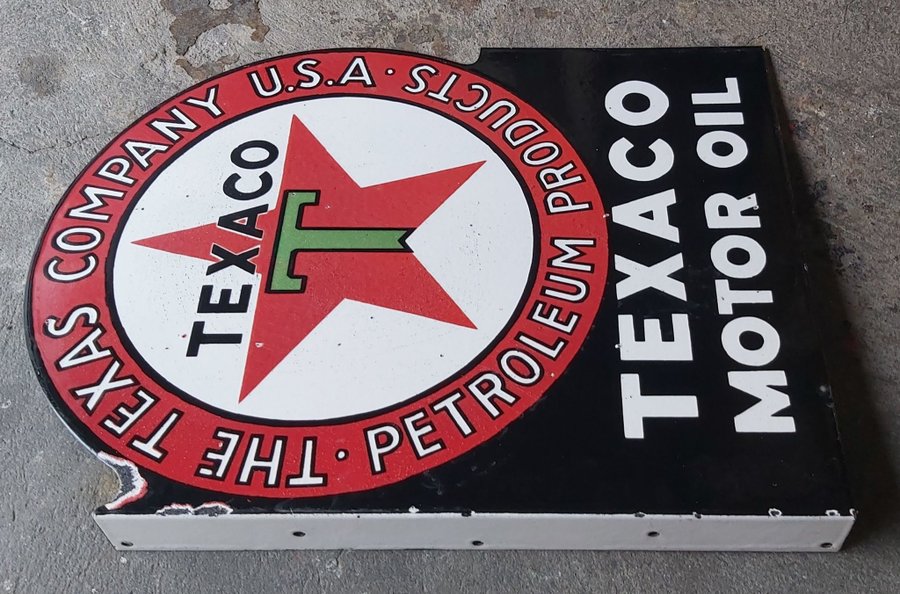 THE TEXAS COMPANY U.S.A · PETROLEUM PRODUCTS ·
TEXACO
T
TEXACO
MOTOR OIL